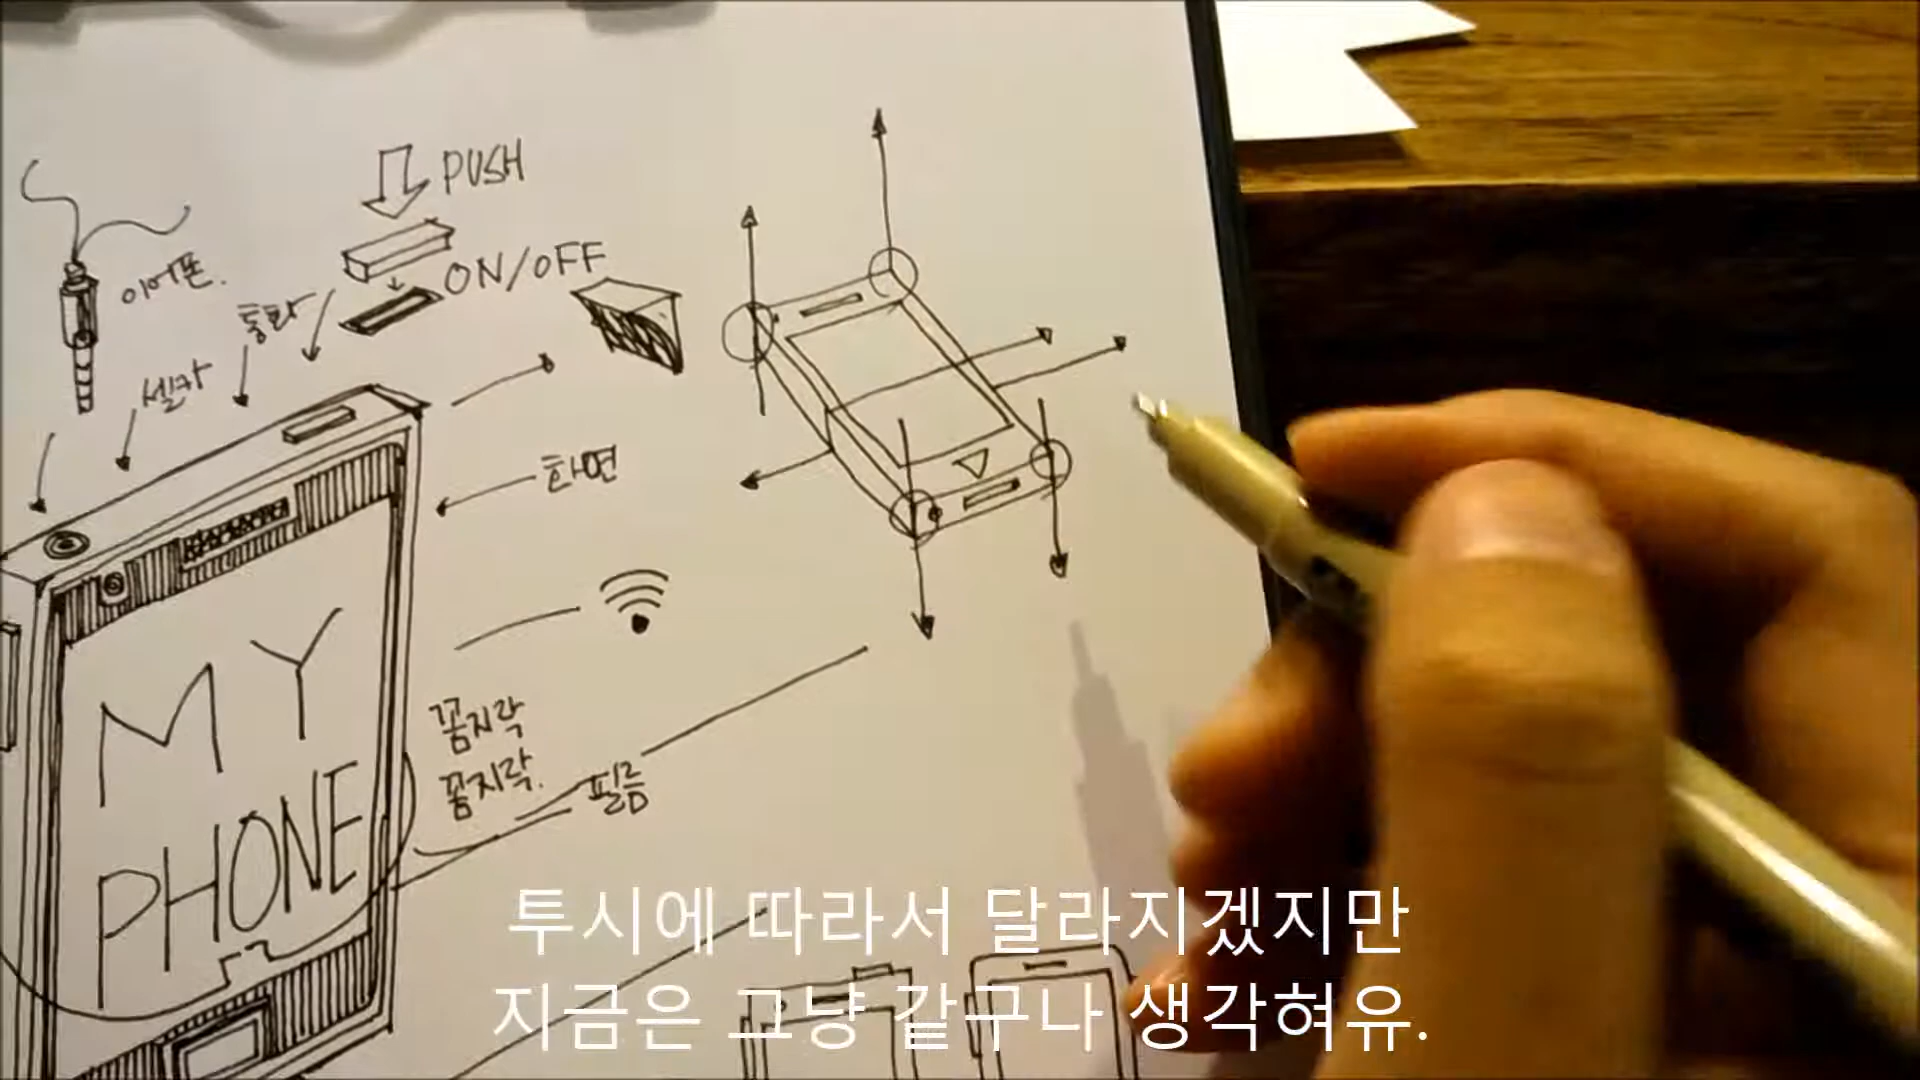 PUSH
이어폰.
ON/OFF
통화
셀카
화면
MY
PHONE
꼼지락
꼼지락.
필름
투시에 따라서 달라지겠지만
지금은 그냥 같구나 생각혀유.